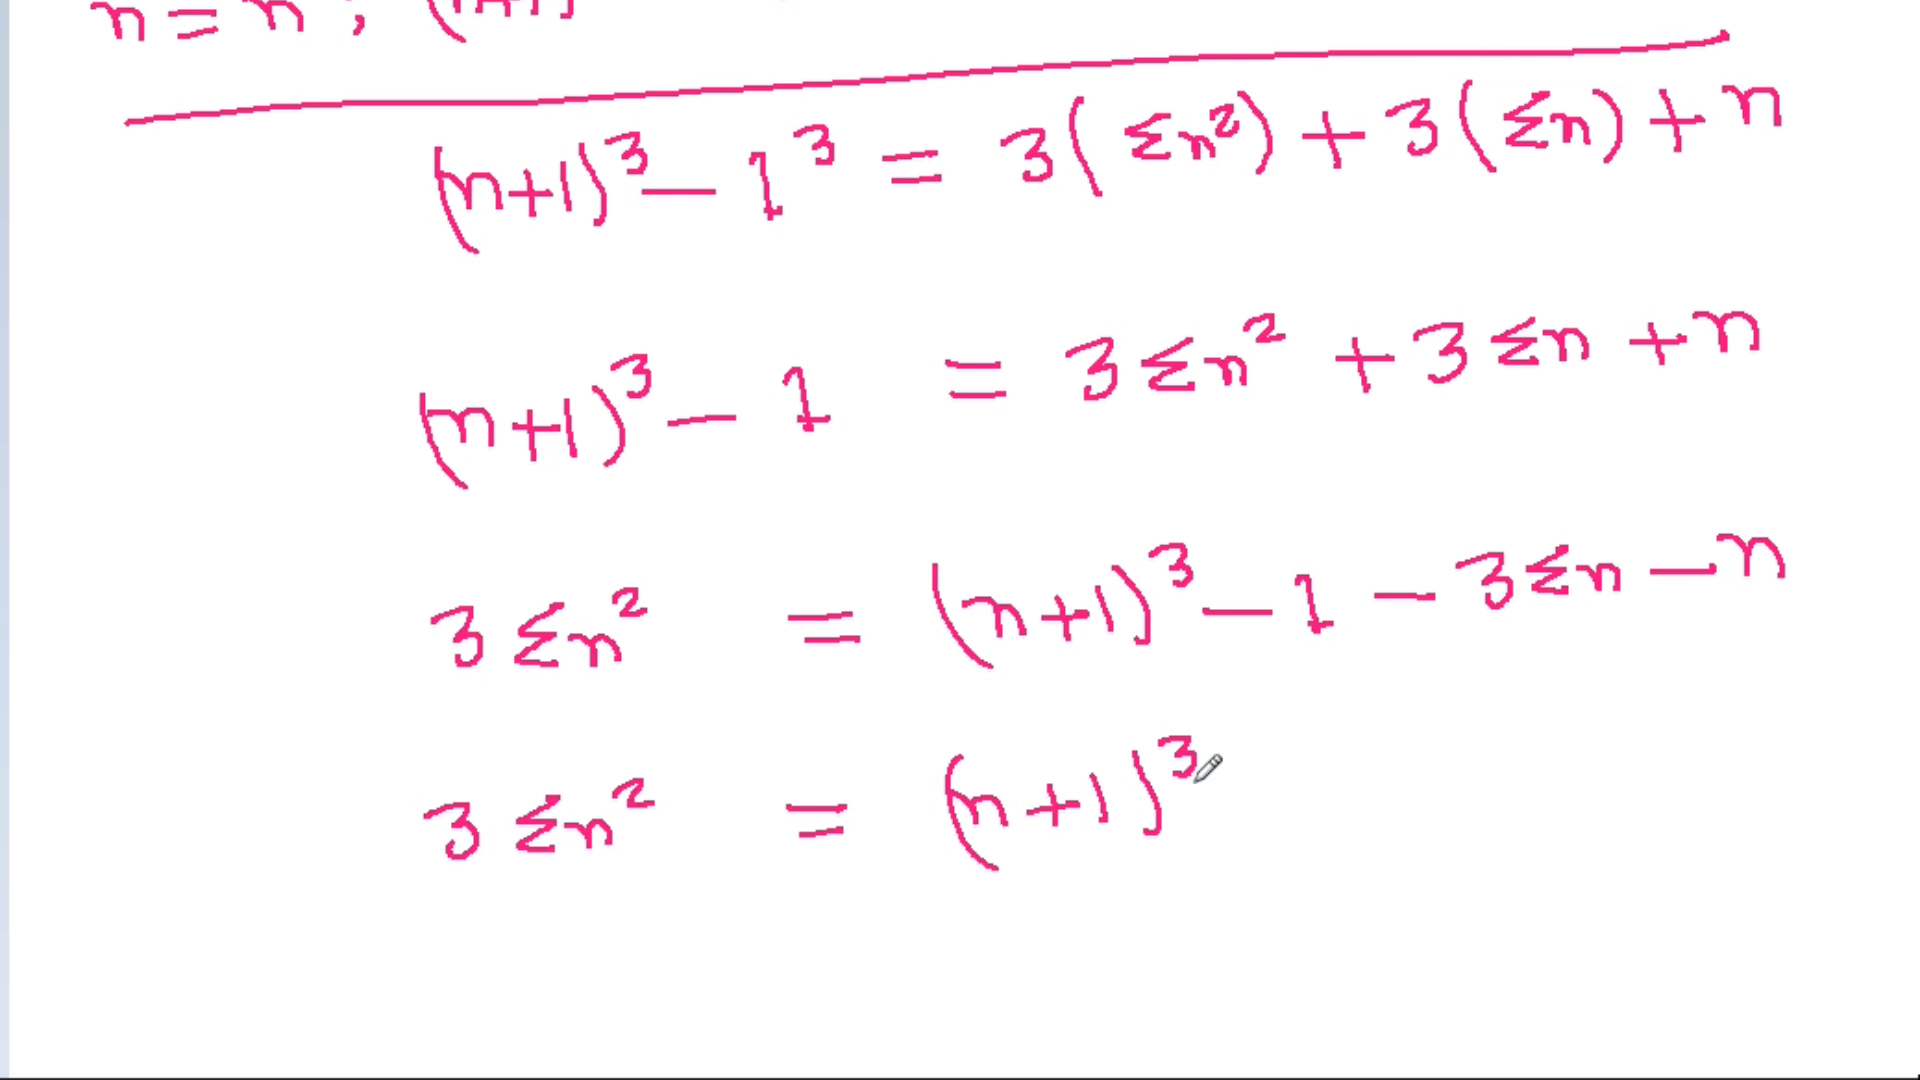 n = n ; (n+1)
(n+1)³ – 1³ = 3(Σn²) + 3(Σn) + n
(n+1)³ – 1 = 3Σn² + 3Σn + n
3Σn² = (n+1)³ – 1 – 3Σn – n
3Σn² = (n+1)³